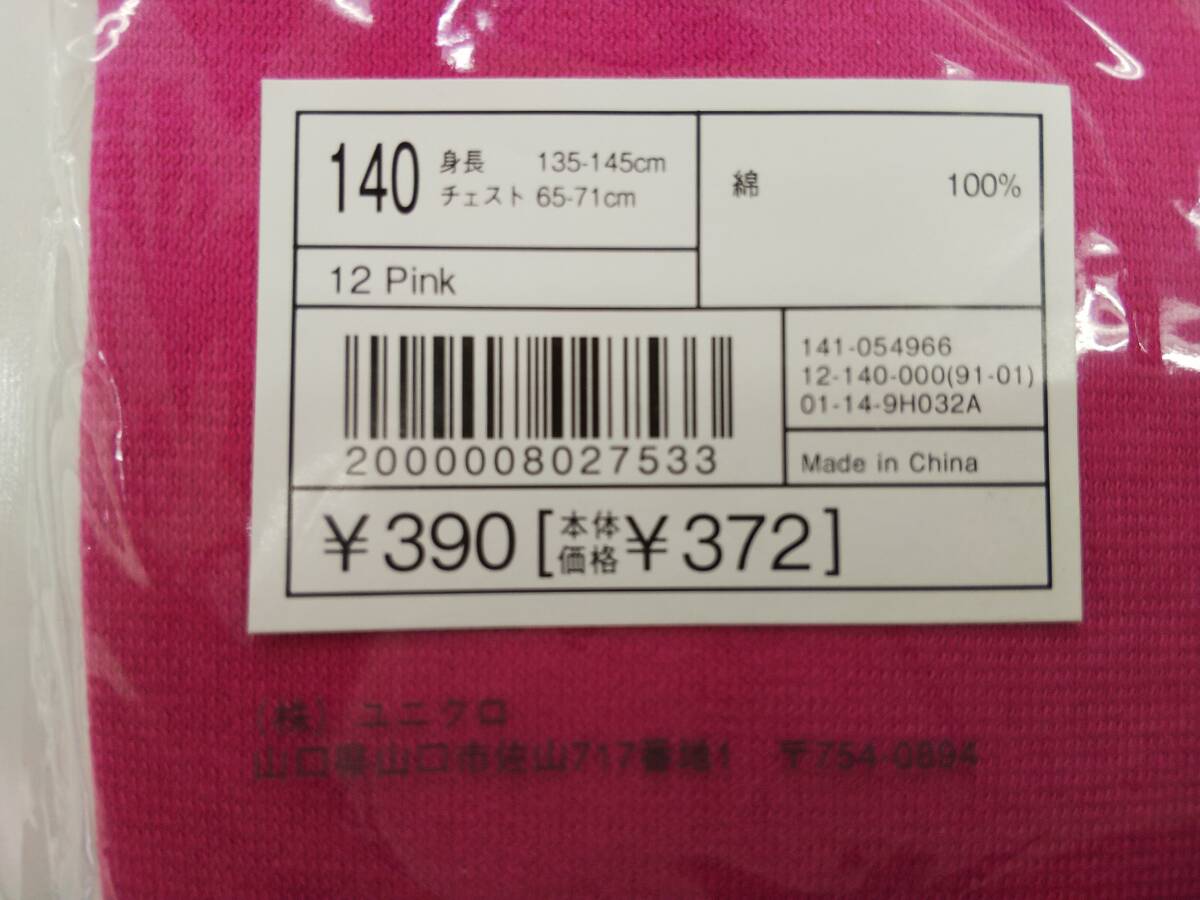 140 身長 135-145cm
チェスト 65-71cm
綿 100%
12 Pink
2000008027533
141-054966
12-140-000(91-01)
01-14-9H032A
Made in China
¥390[本体価格¥372]
(株)ユニクロ
山口県山口市佐山717番地1 〒754-0894